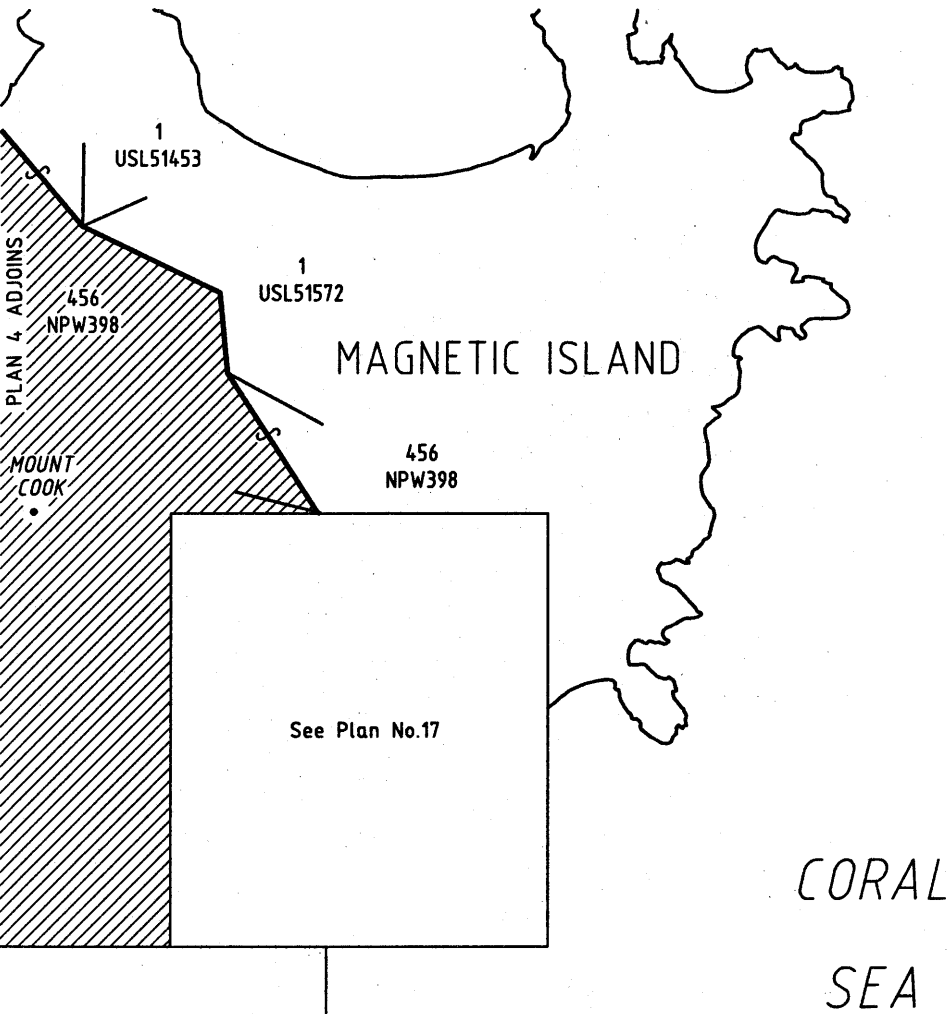 1
USL51453
PLAN 4 ADJOINS
456
NPW398
1
USL51572
MAGNETIC ISLAND
MOUNT
COOK
456
NPW398
See Plan No.17
CORAL
SEA